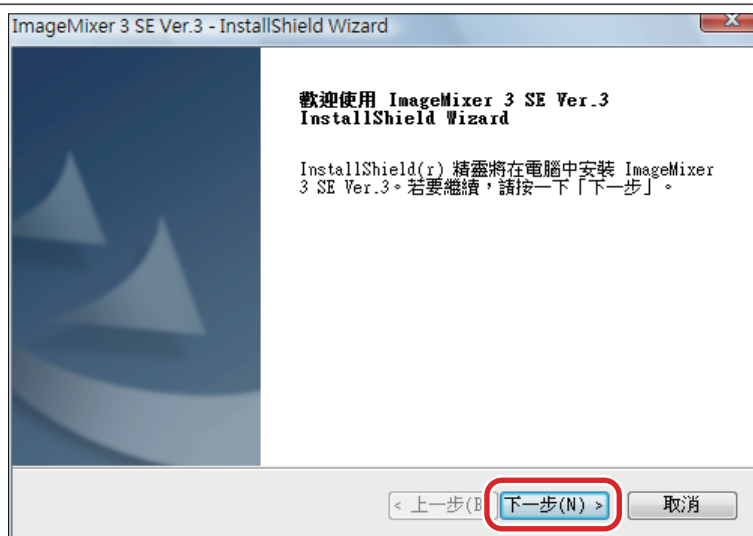 ImageMixer 3 SE Ver.3 - InstallShield Wizard
歡迎使用 ImageMixer 3 SE Ver.3
InstallShield Wizard
InstallShield(r) 精靈將在電腦中安裝 ImageMixer
3 SE Ver.3。若要繼續，請按一下「下一步」。
< 上一步(B 下一步(N) > 取消